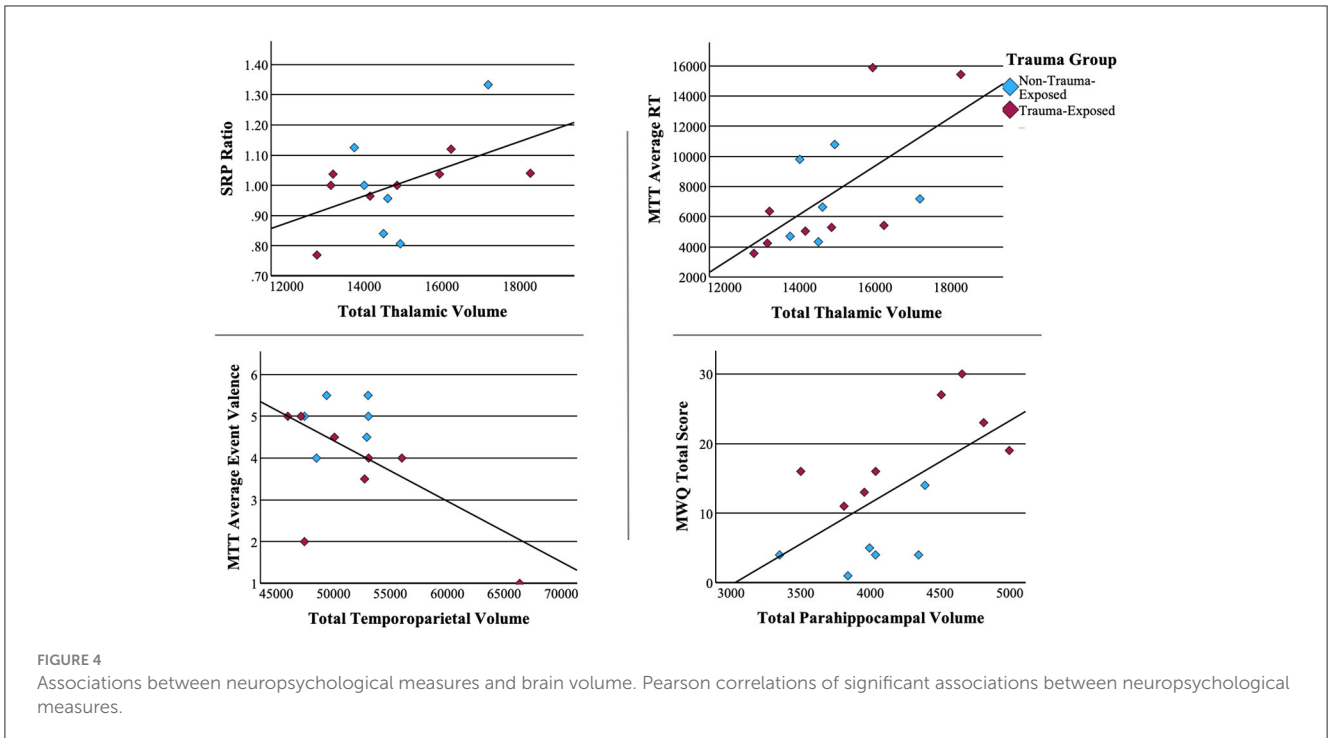 1.40
1.30
1.20
1.10
1.00
.90
.80
.70
SRP Ratio
12000 14000 16000 18000
Total Thalamic Volume
16000
14000
12000
10000
8000
6000
4000
2000
MTT Average RT
12000 14000 16000 18000
Total Thalamic Volume
Trauma Group
Non-Trauma-
Exposed
Trauma-Exposed
6
5
4
3
2
1
MTT Average Event Valence
45000 50000 55000 60000 65000 70000
Total Temporoparietal Volume
30
20
10
0
MWQ Total Score
3000 3500 4000 4500 5000
Total Parahippocampal Volume
FIGURE 4
Associations between neuropsychological measures and brain volume. Pearson correlations of significant associations between neuropsychological
measures.